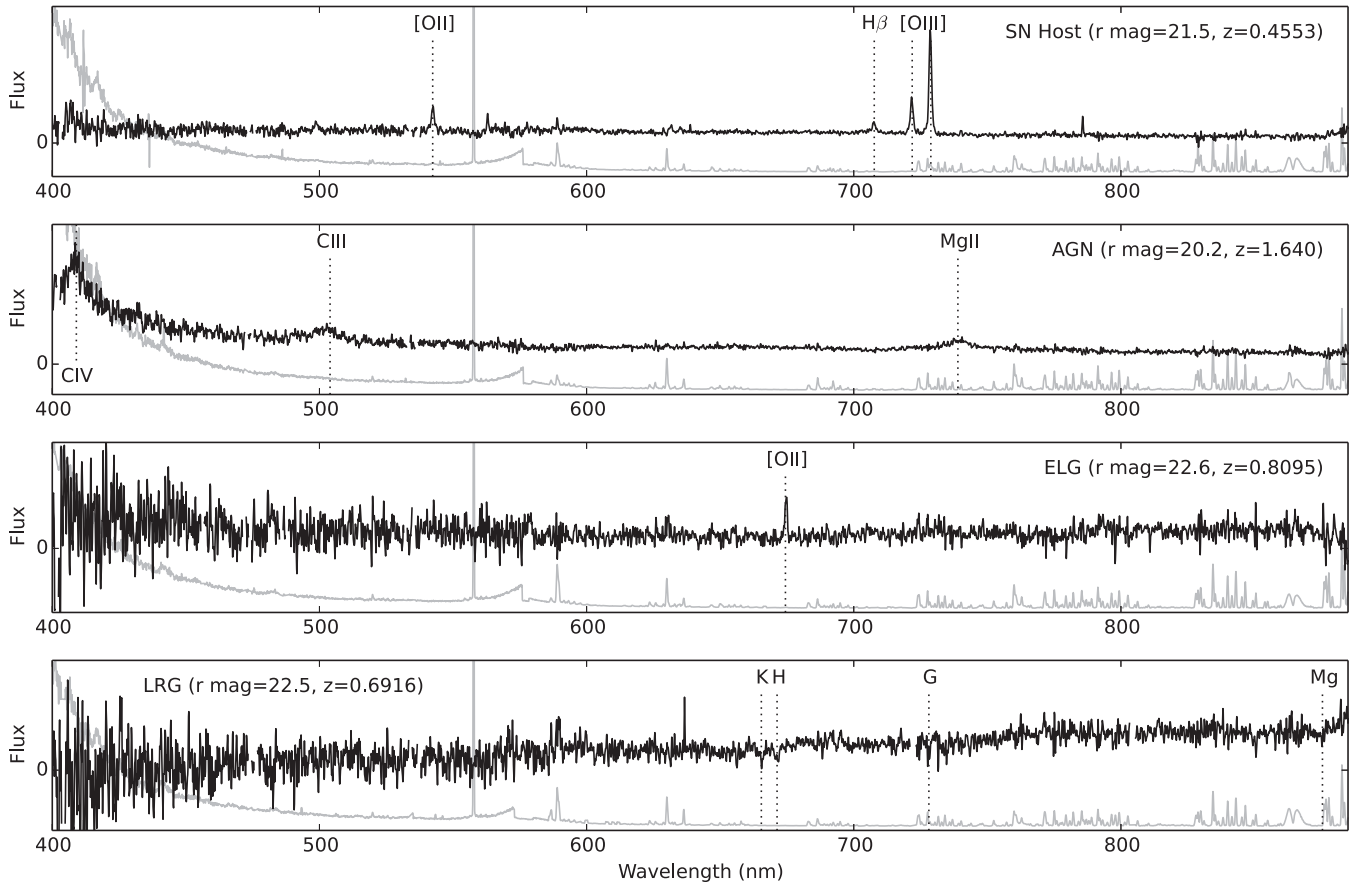 [OII] Hβ [OIII] SN Host (r mag=21.5, z=0.4553)
Flux
0
400 500 600 700 800
CIII MgII AGN (r mag=20.2, z=1.640)
Flux
0
CIV
400 500 600 700 800
[OII] ELG (r mag=22.6, z=0.8095)
Flux
0
400 500 600 700 800
LRG (r mag=22.5, z=0.6916) K H G Mg
Flux
0
400 500 600 700 800
Wavelength (nm)